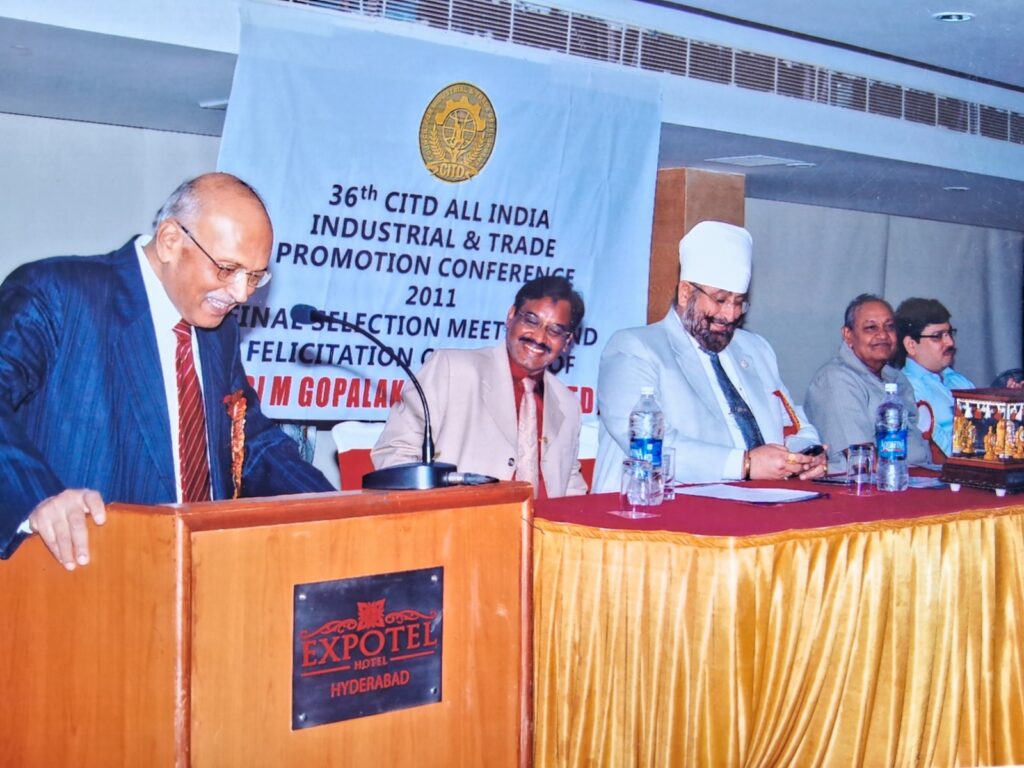 CITD
36th CITD ALL INDIA
INDUSTRIAL & TRADE
PROMOTION CONFERENCE
2011
FINAL SELECTION MEET ND
FELICITATION OF
M GOPALAK
EXPOTEL
HOTEL
HYDERABAD